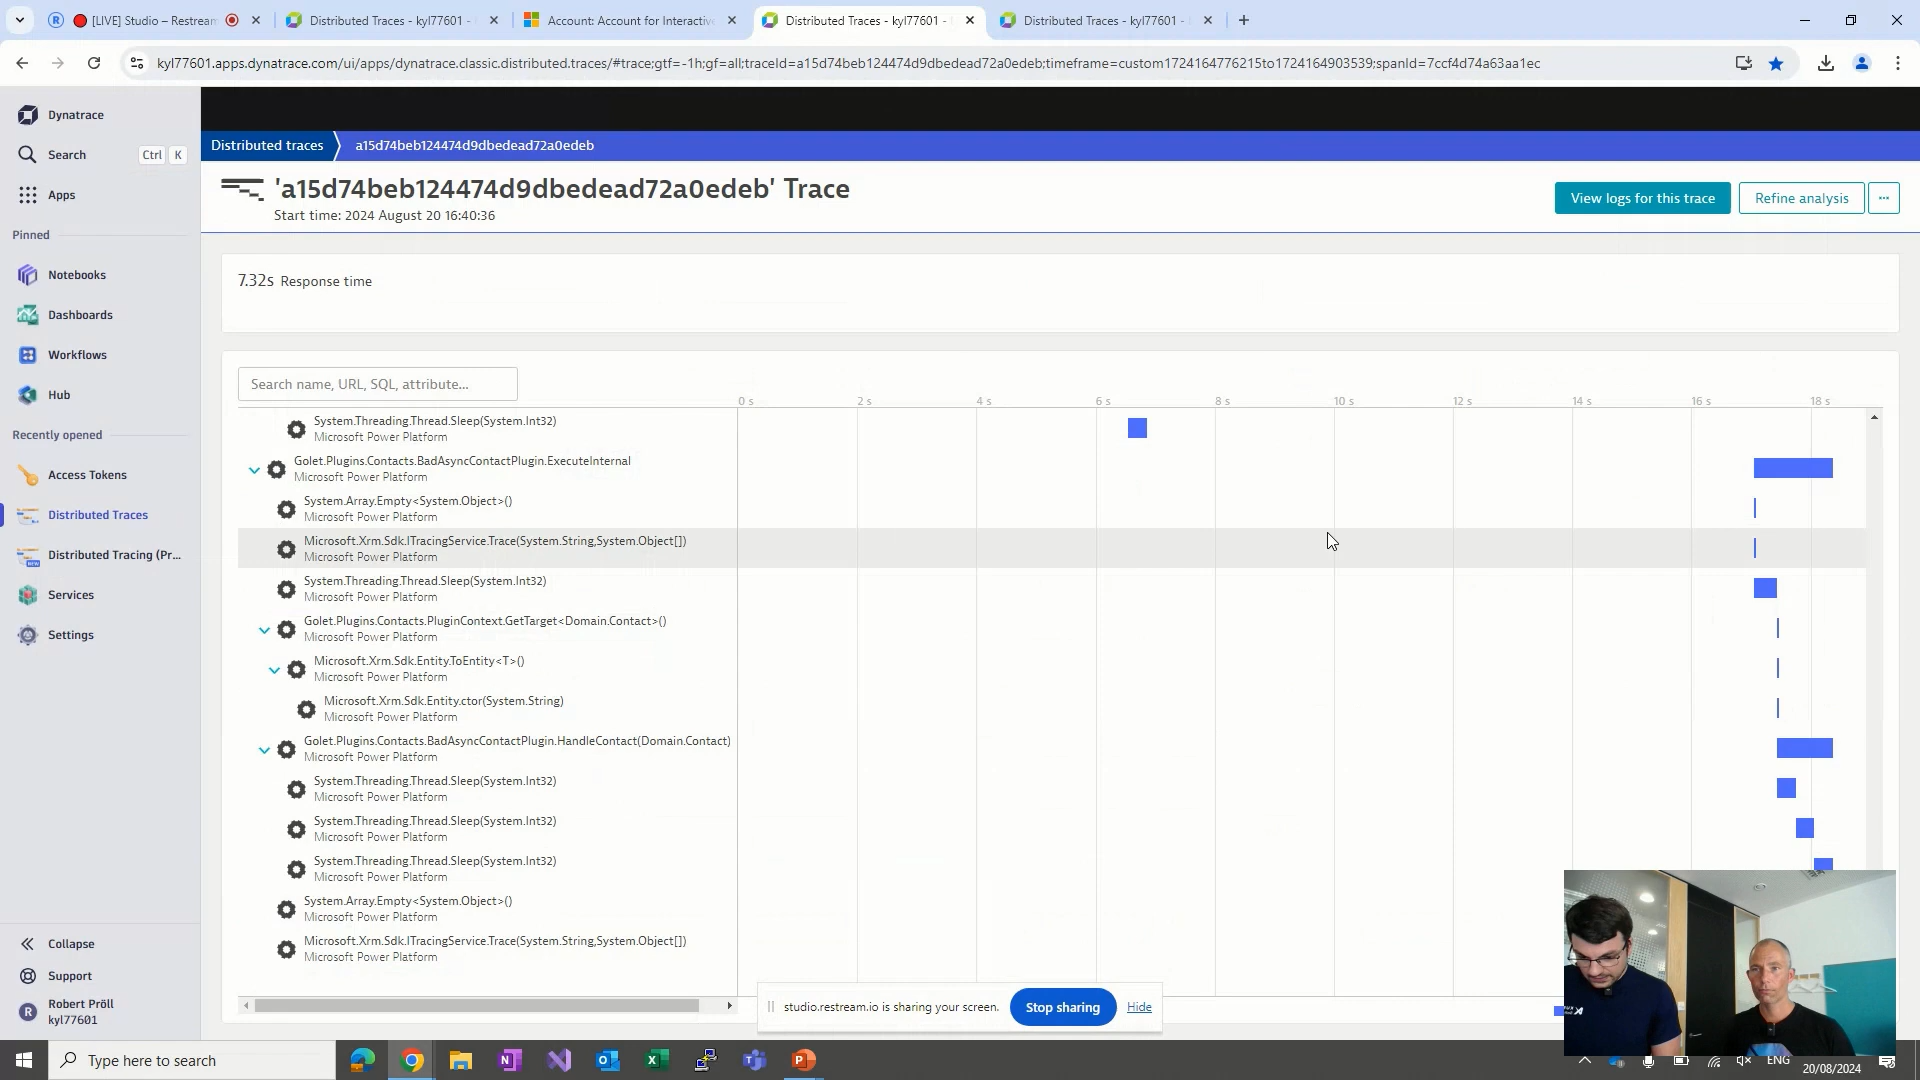 [LIVE] Studio – Restream
Distributed Traces - kyl77601 -
Account: Account for Interactive
Distributed Traces - kyl77601 -
Distributed Traces - kyl77601 -
kyl77601.apps.dynatrace.com/ui/apps/dynatrace.classic.distributed.traces/#trace;gtf=-1h;gf=all;traceId=a15d74beb124474d9dbedead72a0edeb;timeframe=custom1724164776215to1724164903539;spanId=7ccf4d74a63aa1ec
Dynatrace
Search Ctrl K
Apps
Pinned
Notebooks
Dashboards
Workflows
Hub
Recently opened
Access Tokens
Distributed Traces
Distributed Tracing (Pr...
NEW
Services
Settings
Collapse
Support
R
Robert Pröll
kyl77601
Distributed traces
a15d74beb124474d9dbedead72a0edeb
'a15d74beb124474d9dbedead72a0edeb' Trace
Start time: 2024 August 20 16:40:36
View logs for this trace
Refine analysis
...
7.32s Response time
Search name, URL, SQL, attribute...
0 s 2 s 4 s 6 s 8 s 10 s 12 s 14 s 16 s 18 s
System.Threading.Thread.Sleep(System.Int32)
Microsoft Power Platform
Golet.Plugins.Contacts.BadAsyncContactPlugin.ExecuteInternal
Microsoft Power Platform
System.Array.Empty<System.Object>()
Microsoft Power Platform
Microsoft.Xrm.Sdk.ITracingService.Trace(System.String,System.Object[])
Microsoft Power Platform
System.Threading.Thread.Sleep(System.Int32)
Microsoft Power Platform
Golet.Plugins.Contacts.PluginContext.GetTarget<Domain.Contact>()
Microsoft Power Platform
Microsoft.Xrm.Sdk.Entity.ToEntity<T>()
Microsoft Power Platform
Microsoft.Xrm.Sdk.Entity.ctor(System.String)
Microsoft Power Platform
Golet.Plugins.Contacts.BadAsyncContactPlugin.HandleContact(Domain.Contact)
Microsoft Power Platform
System.Threading.Thread.Sleep(System.Int32)
Microsoft Power Platform
System.Threading.Thread.Sleep(System.Int32)
Microsoft Power Platform
System.Threading.Thread.Sleep(System.Int32)
Microsoft Power Platform
System.Array.Empty<System.Object>()
Microsoft Power Platform
Microsoft.Xrm.Sdk.ITracingService.Trace(System.String,System.Object[])
Microsoft Power Platform
studio.restream.io is sharing your screen.
Stop sharing
Hide
Type here to search
ENG
20/08/2024